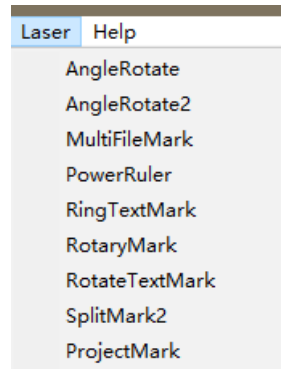 Laser Help
AngleRotate
AngleRotate2
MultiFileMark
PowerRuler
RingTextMark
RotaryMark
RotateTextMark
SplitMark2
ProjectMark